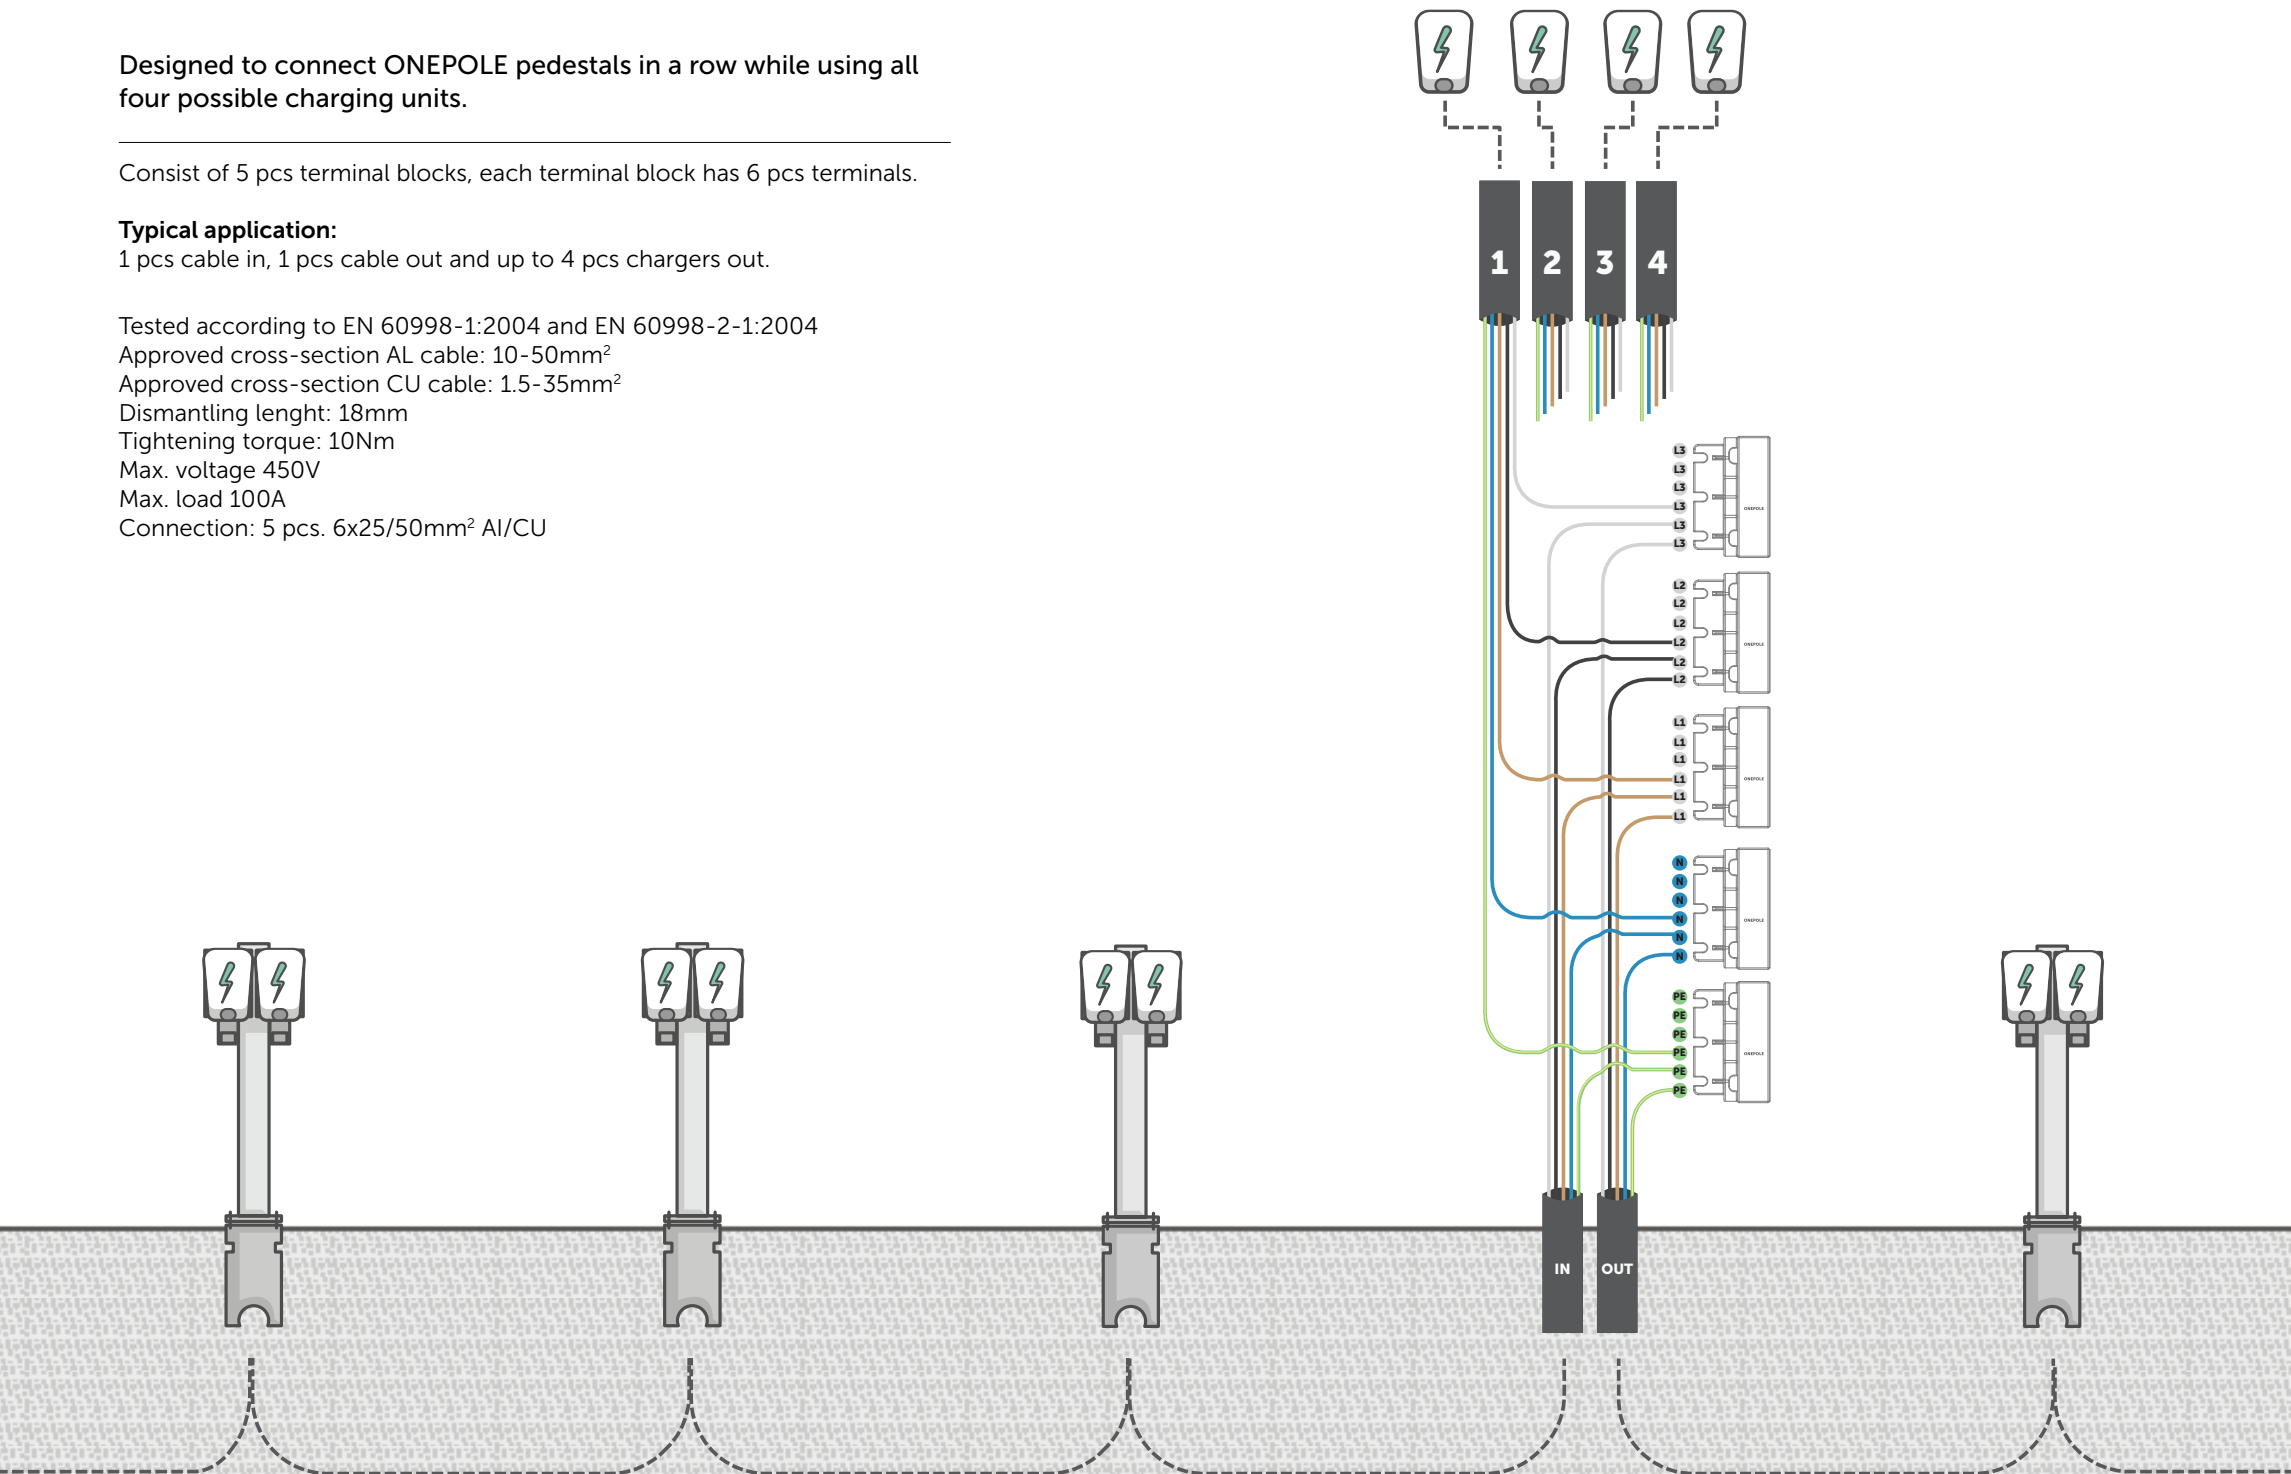 Designed to connect ONEPOLE pedestals in a row while using all
four possible charging units.
Consist of 5 pcs terminal blocks, each terminal block has 6 pcs terminals.
Typical application:
1 pcs cable in, 1 pcs cable out and up to 4 pcs chargers out.
Tested according to EN 60998-1:2004 and EN 60998-2-1:2004
Approved cross-section AL cable: 10-50mm²
Approved cross-section CU cable: 1.5-35mm²
Dismantling lenght: 18mm
Tightening torque: 10Nm
Max. voltage 450V
Max. load 100A
Connection: 5 pcs. 6x25/50mm² Al/CU
1 2 3 4
L3
L3
L3
L3
L3
L3
ONEPOLE
L2
L2
L2
L2
L2
L2
ONEPOLE
L1
L1
L1
L1
L1
L1
ONEPOLE
N
N
N
N
N
N
ONEPOLE
PE
PE
PE
PE
PE
PE
ONEPOLE
IN OUT